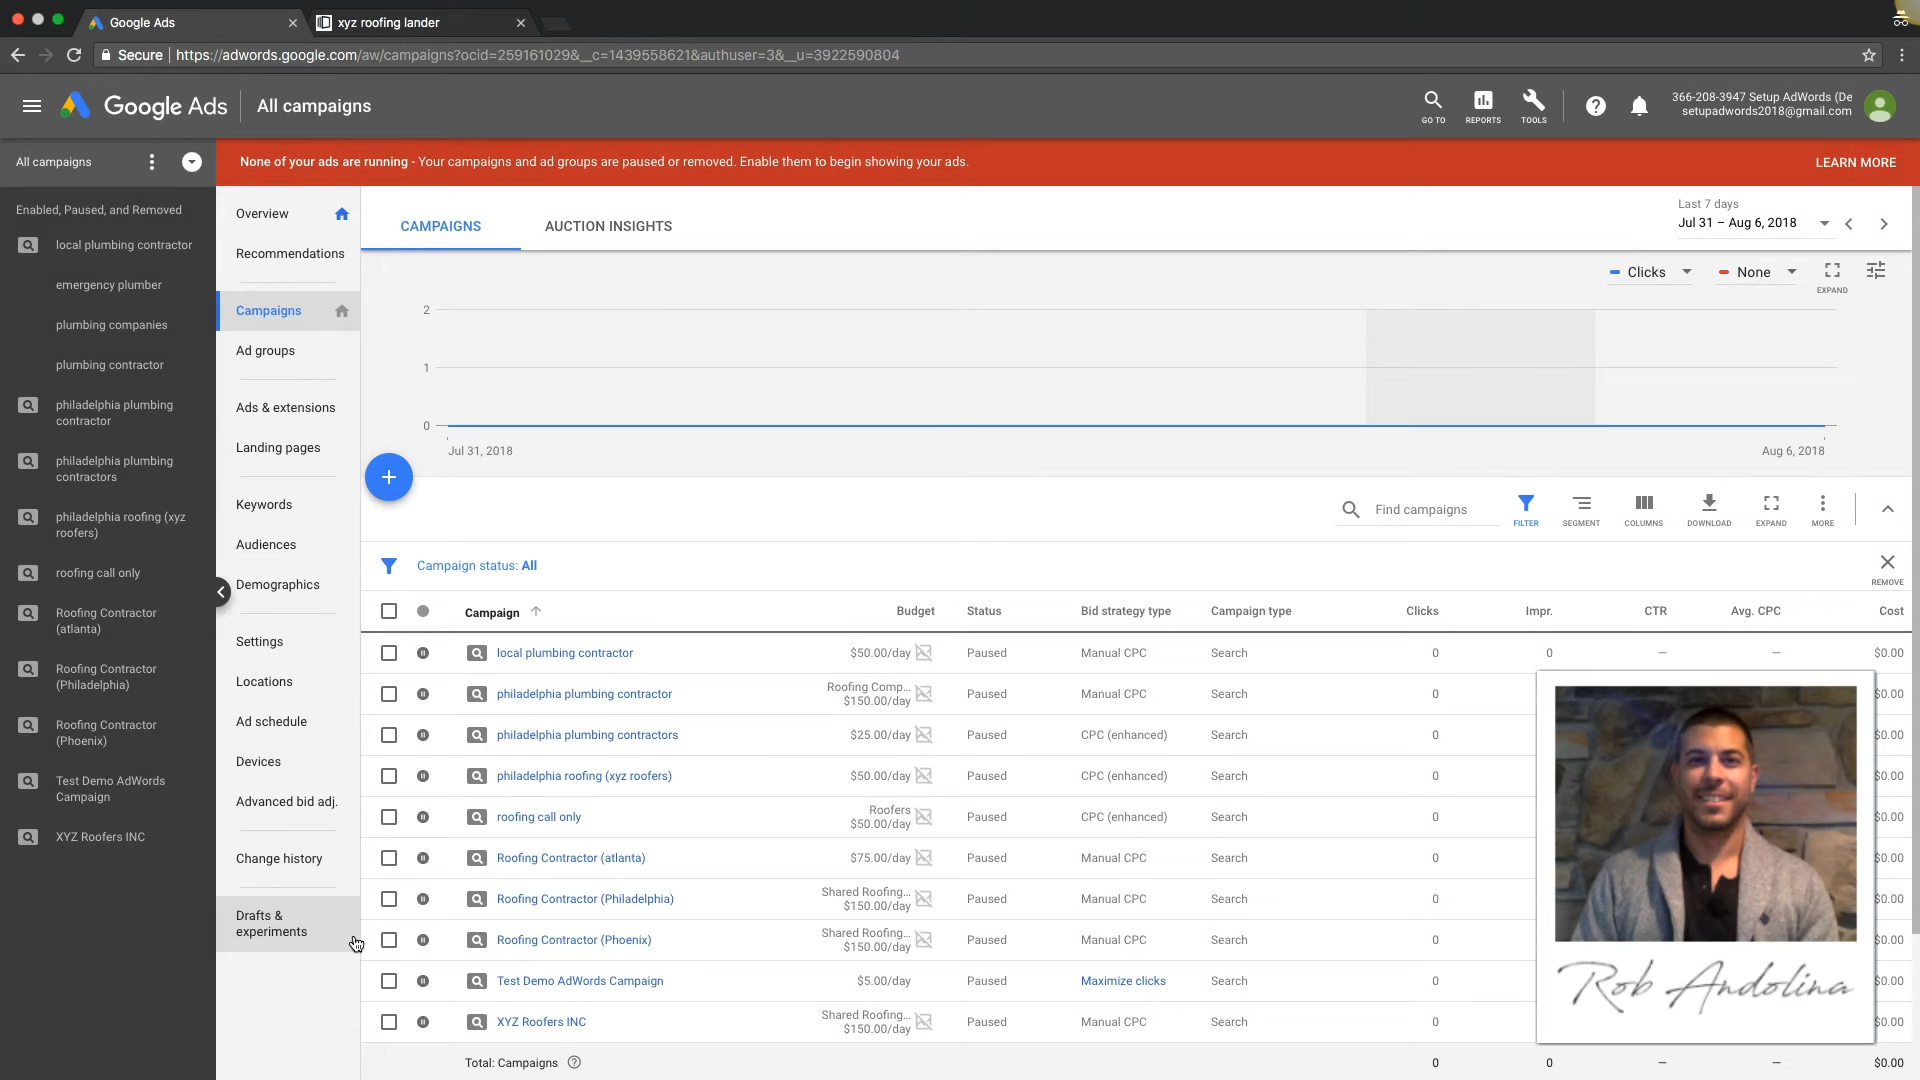 Google Ads
xyz roofing lander
Secure https://adwords.google.com/aw/campaigns?ocid=259161029&__c=1439558621&authuser=3&__u=3922590804
Google Ads All campaigns
GO TO
REPORTS
TOOLS
366-208-3947 Setup AdWords (De
setupadwords2018@gmail.com
All campaigns
None of your ads are running - Your campaigns and ad groups are paused or removed. Enable them to begin showing your ads.
LEARN MORE
Enabled, Paused, and Removed
local plumbing contractor
emergency plumber
plumbing companies
plumbing contractor
philadelphia plumbing
contractor
philadelphia plumbing
contractors
philadelphia roofing (xyz
roofers)
roofing call only
Roofing Contractor
(atlanta)
Roofing Contractor
(Philadelphia)
Roofing Contractor
(Phoenix)
Test Demo AdWords
Campaign
XYZ Roofers INC
Overview
Recommendations
Campaigns
Ad groups
Ads & extensions
Landing pages
Keywords
Audiences
Demographics
Settings
Locations
Ad schedule
Devices
Advanced bid adj.
Change history
Drafts &
experiments
CAMPAIGNS
AUCTION INSIGHTS
Last 7 days
Jul 31 – Aug 6, 2018
Clicks
None
EXPAND
2
1
0
Jul 31, 2018
Aug 6, 2018
Find campaigns
FILTER
SEGMENT
COLUMNS
DOWNLOAD
EXPAND
MORE
Campaign status: All
REMOVE
Campaign Budget Status Bid strategy type Campaign type Clicks Impr. CTR Avg. CPC Cost
local plumbing contractor $50.00/day Paused Manual CPC Search 0 0 — — $0.00
philadelphia plumbing contractor Roofing Comp... $150.00/day Paused Manual CPC Search 0 $0.00
philadelphia plumbing contractors $25.00/day Paused CPC (enhanced) Search 0 $0.00
philadelphia roofing (xyz roofers) $50.00/day Paused CPC (enhanced) Search 0 $0.00
roofing call only Roofers $50.00/day Paused CPC (enhanced) Search 0 $0.00
Roofing Contractor (atlanta) $75.00/day Paused Manual CPC Search 0 $0.00
Roofing Contractor (Philadelphia) Shared Roofing... $150.00/day Paused Manual CPC Search 0 $0.00
Roofing Contractor (Phoenix) Shared Roofing... $150.00/day Paused Manual CPC Search 0 $0.00
Test Demo AdWords Campaign $5.00/day Paused Maximize clicks Search 0 $0.00
XYZ Roofers INC Shared Roofing... $150.00/day Paused Manual CPC Search 0 $0.00
Total: Campaigns 0 0 — — $0.00
Rob Andolina